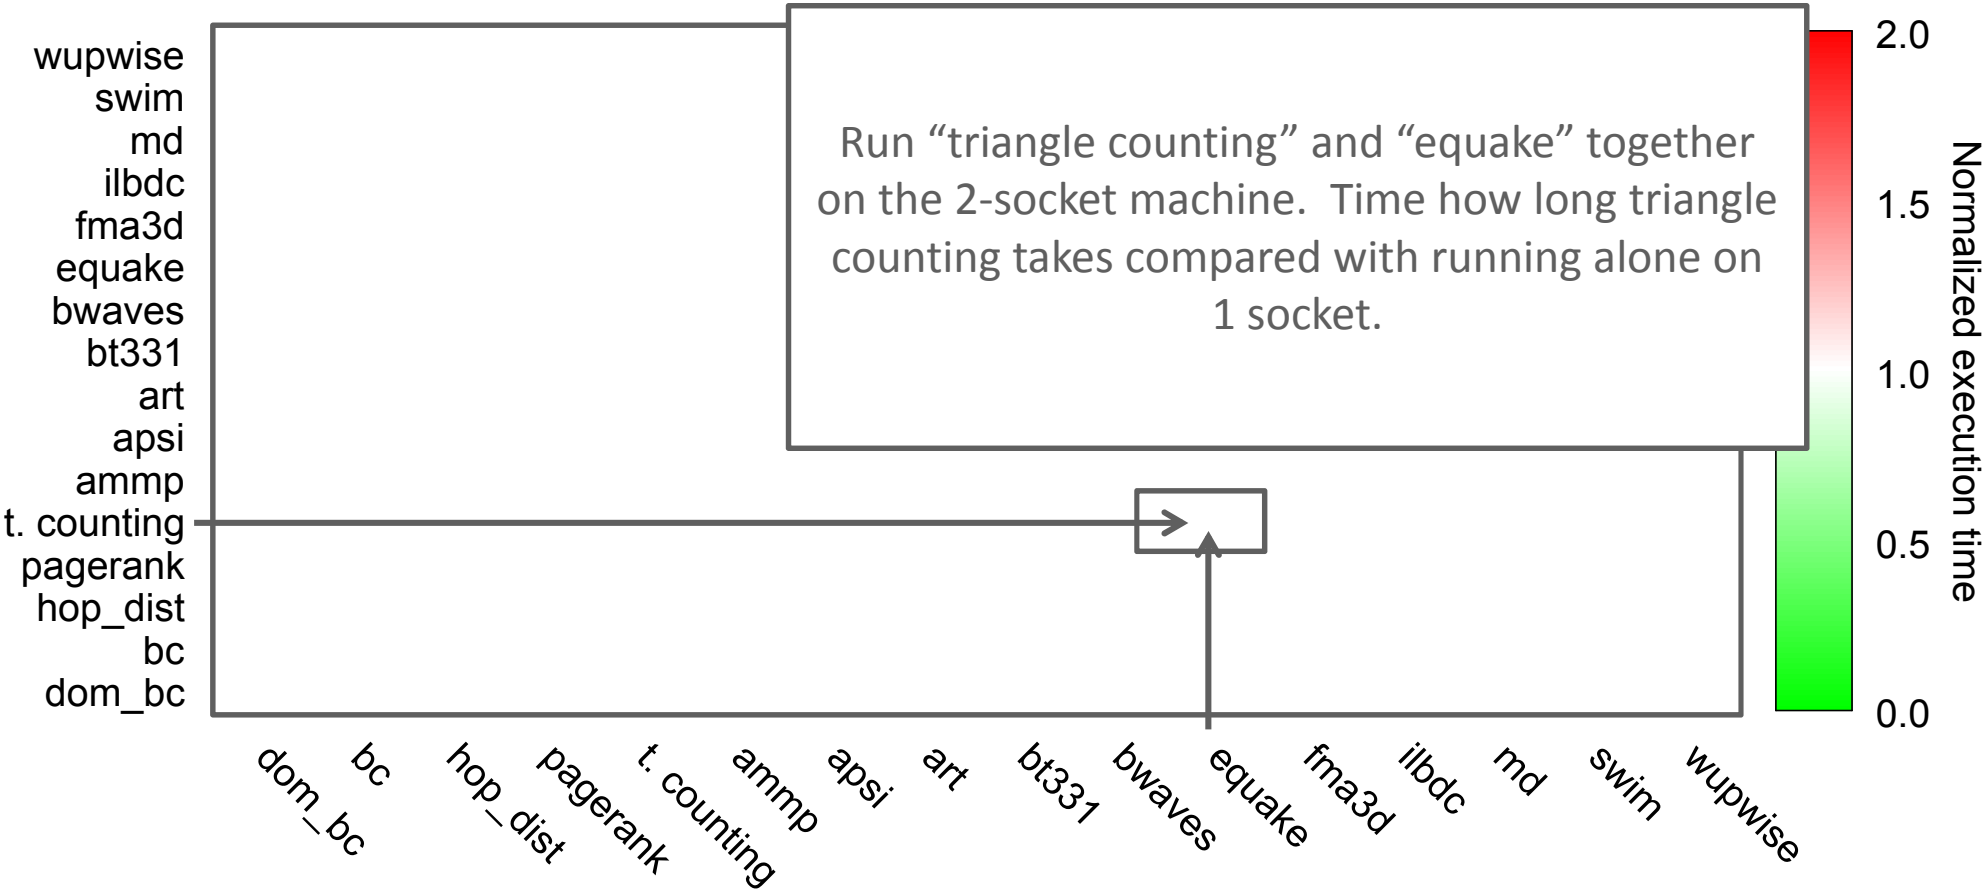 wupwise
swim
md
ilbdc
fma3d
equake
bwaves
bt331
art
apsi
ammp
t. counting
pagerank
hop_dist
bc
dom_bc
Run “triangle counting” and “equake” together
on the 2-socket machine.  Time how long triangle
counting takes compared with running alone on
1 socket.
2.0
1.5
1.0
0.5
0.0
Normalized execution time
dom_bc
bc
hop_dist
pagerank
t. counting
ammp
apsi
art
bt331
bwaves
equake
fma3d
ilbdc
md
swim
wupwise